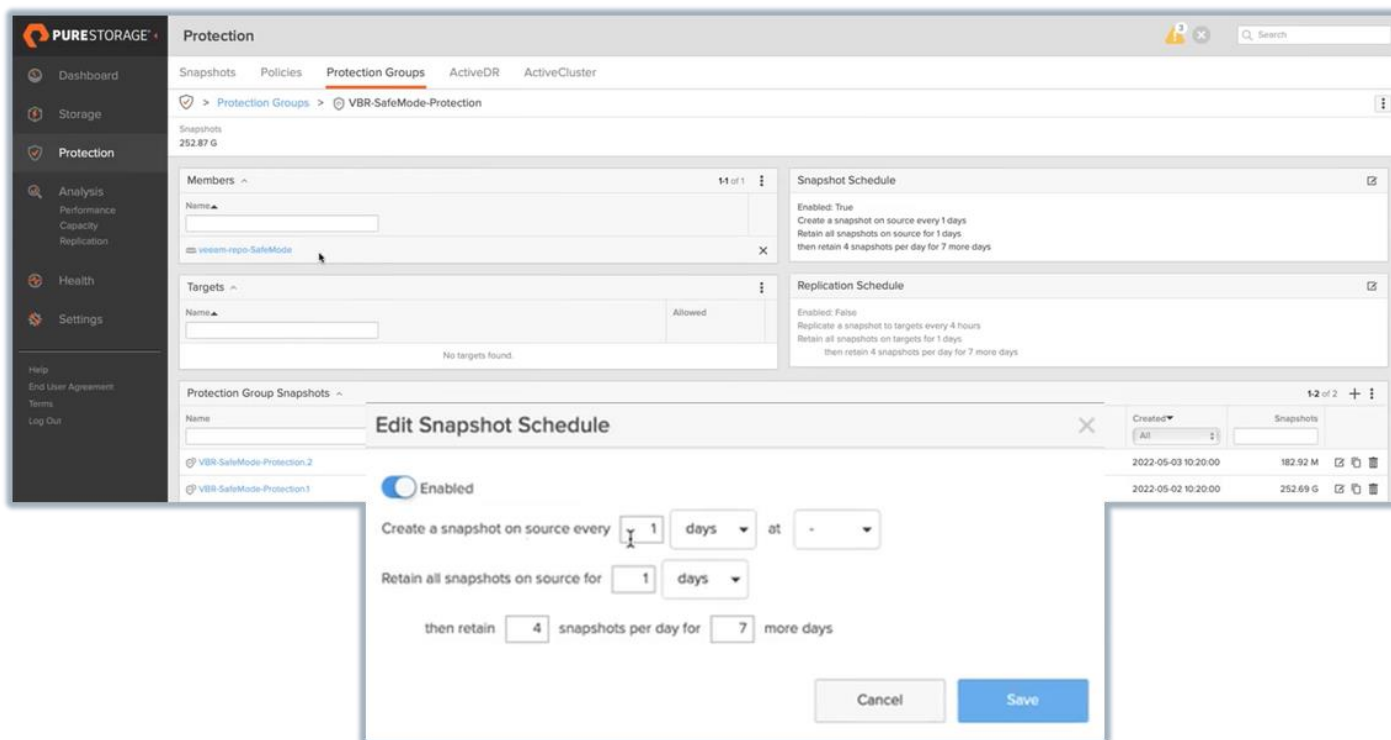 PURESTORAGE®
Protection
3
Search
Dashboard
Storage
Protection
Analysis
Performance
Capacity
Replication
Health
Settings
Help
End User Agreement
Terms
Log Out
Snapshots Policies Protection Groups ActiveDR ActiveCluster
> Protection Groups > VBR-SafeMode-Protection
Snapshots
252.87 G
Members 1-1 of 1
Name
veeam-repo-SafeMode
Snapshot Schedule
Enabled: True
Create a snapshot on source every 1 days
Retain all snapshots on source for 1 days
then retain 4 snapshots per day for 7 more days
Targets
Name Allowed
No targets found.
Replication Schedule
Enabled: False
Replicate a snapshot to targets every 4 hours
Retain all snapshots on targets for 1 days
then retain 4 snapshots per day for 7 more days
Protection Group Snapshots 1-2 of 2
Name Created Snapshots
All
VBR-SafeMode-Protection.2 2022-05-03 10:20:00 182.92 M
VBR-SafeMode-Protection.1 2022-05-02 10:20:00 252.69 G
Edit Snapshot Schedule
Enabled
Create a snapshot on source every 1 days at -
Retain all snapshots on source for 1 days
then retain 4 snapshots per day for 7 more days
Cancel Save